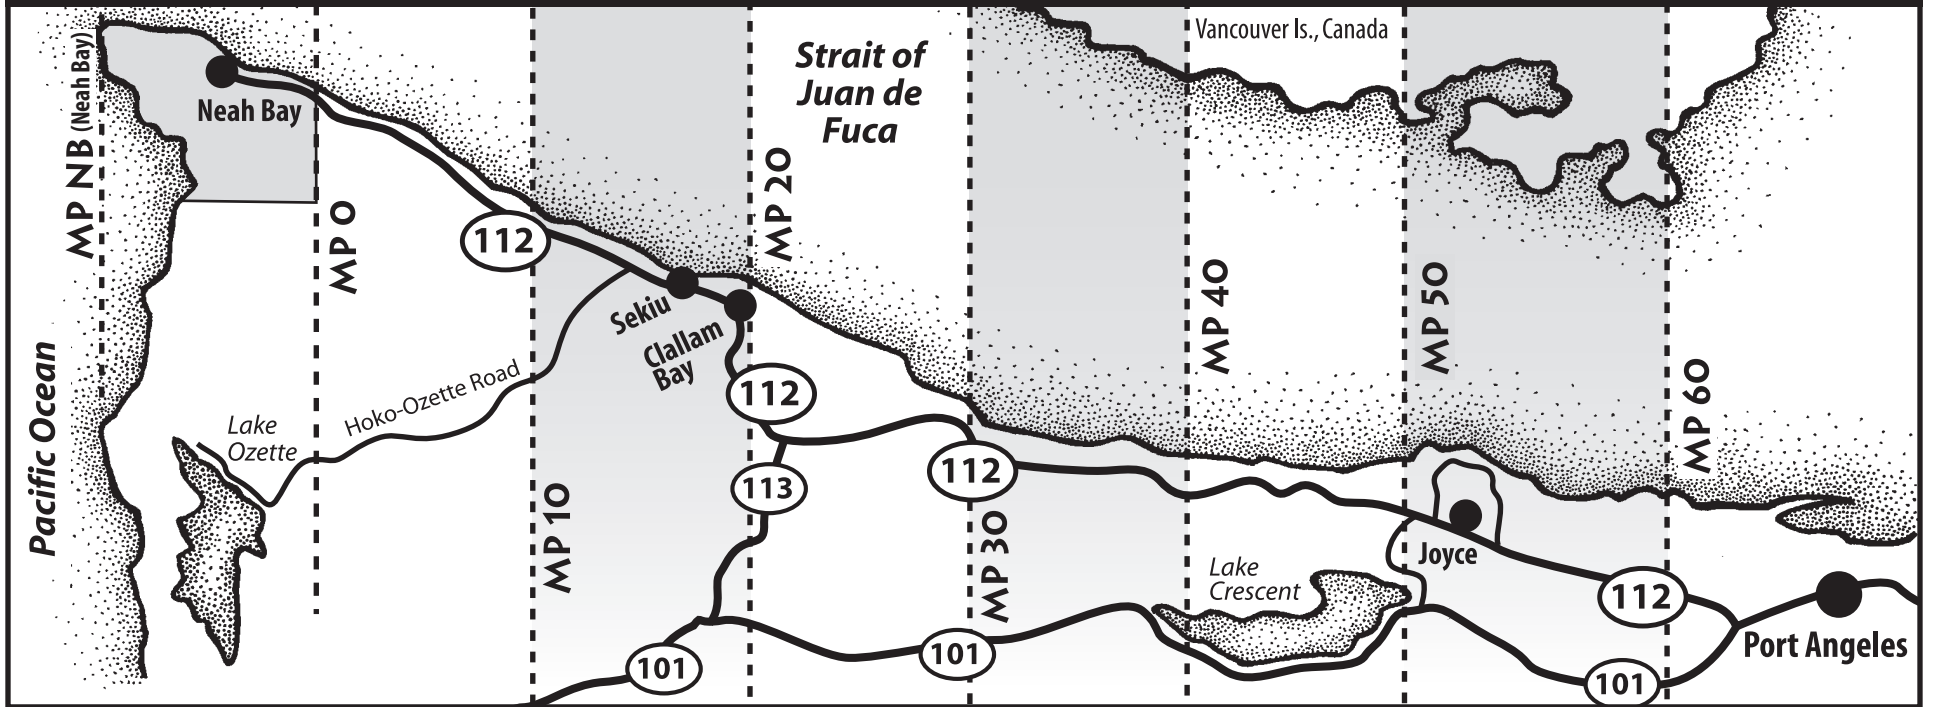 Vancouver Is., Canada
Strait of
Juan de
Fuca
MP NB (Neah Bay)
Neah Bay
MP 0
112
MP 20
Sekiu
Clallam
Bay
MP 40
MP 50
Pacific Ocean
Hoko-Ozette Road
Lake
Ozette
112
MP 60
112
113
MP 10
MP 30
Joyce
Lake
Crescent
112
Port Angeles
101
101
101